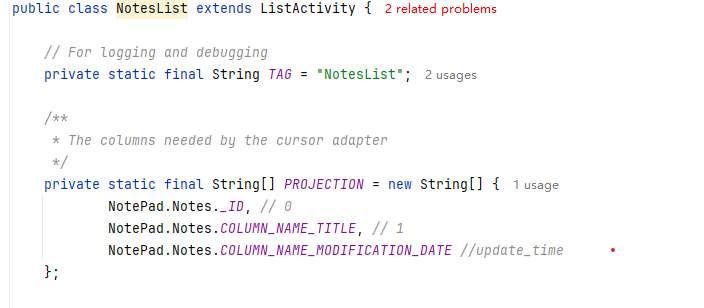 public class NotesList extends ListActivity { 2 related problems
// For logging and debugging
private static final String TAG = "NotesList"; 2 usages
/**
* The columns needed by the cursor adapter
*/
private static final String[] PROJECTION = new String[] { 1 usage
NotePad.Notes._ID, // 0
NotePad.Notes.COLUMN_NAME_TITLE, // 1
NotePad.Notes.COLUMN_NAME_MODIFICATION_DATE //update_time
};